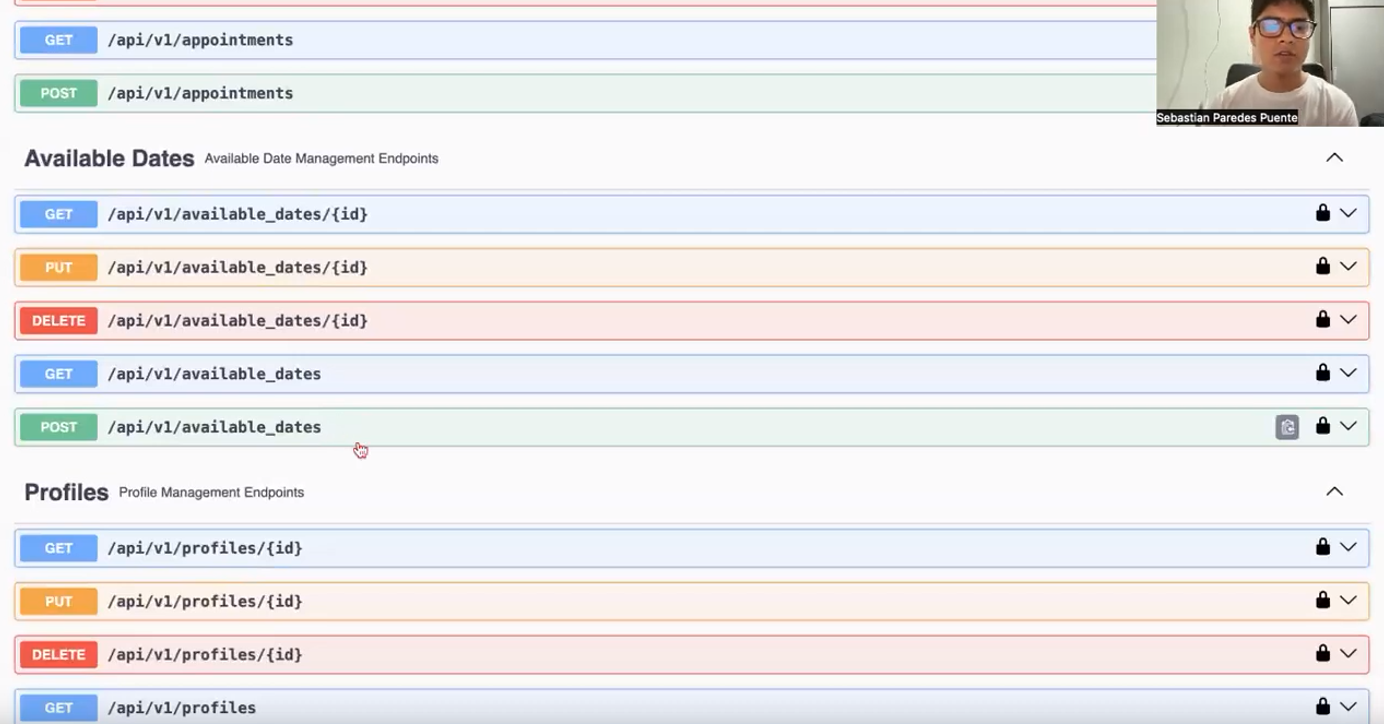 GET /api/v1/appointments
POST /api/v1/appointments
Sebastian Paredes Puente
Available Dates Available Date Management Endpoints
GET /api/v1/available_dates/{id}
PUT /api/v1/available_dates/{id}
DELETE /api/v1/available_dates/{id}
GET /api/v1/available_dates
POST /api/v1/available_dates
Profiles Profile Management Endpoints
GET /api/v1/profiles/{id}
PUT /api/v1/profiles/{id}
DELETE /api/v1/profiles/{id}
GET /api/v1/profiles